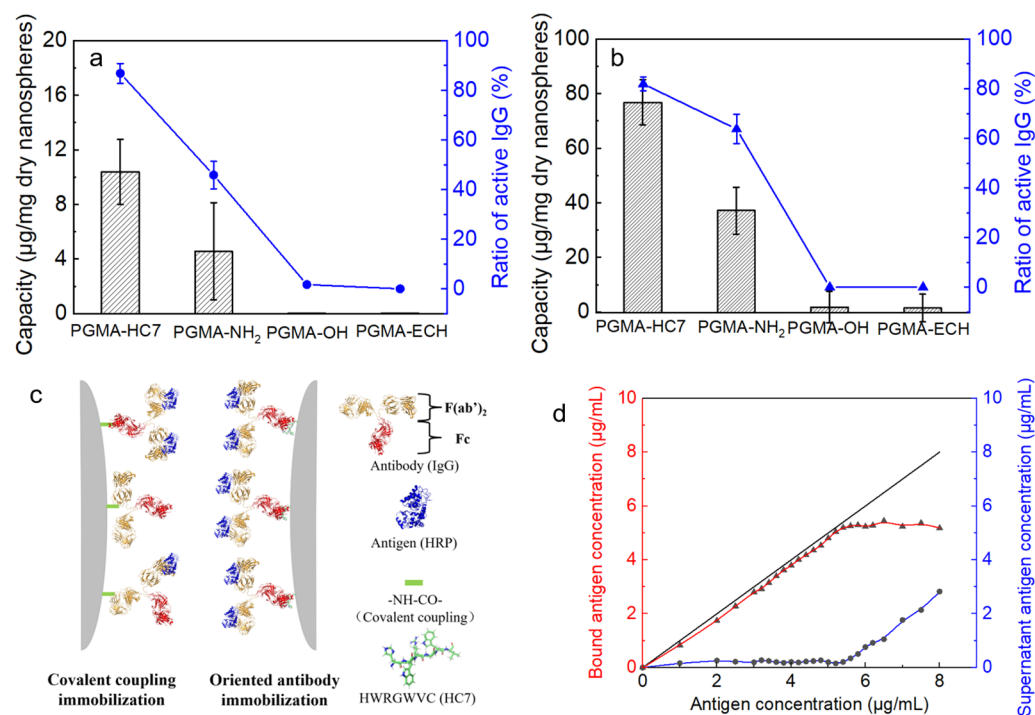 a
Capacity (μg/mg dry nanospheres)
20
16
12
8
4
0
Ratio of active IgG (%)
100
80
60
40
20
0
PGMA-HC7
PGMA-NH2
PGMA-OH
PGMA-ECH
b
Capacity (μg/mg dry nanospheres)
100
80
60
40
20
0
Ratio of active IgG (%)
100
80
60
40
20
0
PGMA-HC7
PGMA-NH2
PGMA-OH
PGMA-ECH
c
Covalent coupling
immobilization
Oriented antibody
immobilization
F(ab')2
Fc
Antibody (IgG)
Antigen (HRP)
-NH-CO-
(Covalent coupling)
HWRGWVC (HC7)
d
Bound antigen concentration (μg/mL)
10
8
6
4
2
0
Supernatant antigen concentration (μg/mL)
10
8
6
4
2
0
0 2 4 6 8
Antigen concentration (μg/mL)